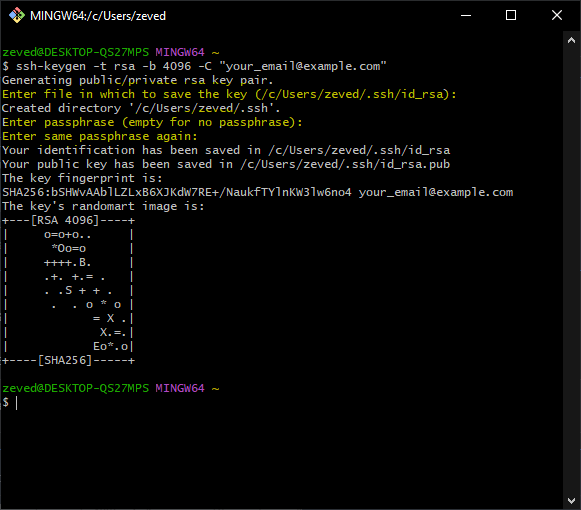 MINGW64:/c/Users/zeved
zeved@DESKTOP-QS27MPS MINGW64 ~
$ ssh-keygen -t rsa -b 4096 -C "your_email@example.com"
Generating public/private rsa key pair.
Enter file in which to save the key (/c/Users/zeved/.ssh/id_rsa):
Created directory '/c/Users/zeved/.ssh'.
Enter passphrase (empty for no passphrase):
Enter same passphrase again:
Your identification has been saved in /c/Users/zeved/.ssh/id_rsa
Your public key has been saved in /c/Users/zeved/.ssh/id_rsa.pub
The key fingerprint is:
SHA256:bSHWvAAblLZLxB6XJKdW7RE+/NaukfTYlnKW3lw6no4 your_email@example.com
The key's randomart image is:
+---[RSA 4096]----+
|     o=o+o..     |
|      *Oo=o      |
|     ++++.B.     |
|     .+. +.= .   |
|     . .S + + .  |
|      .  . o * o |
|            = X .|
|             X.=.|
|            Eo*.o|
+----[SHA256]-----+
zeved@DESKTOP-QS27MPS MINGW64 ~
$